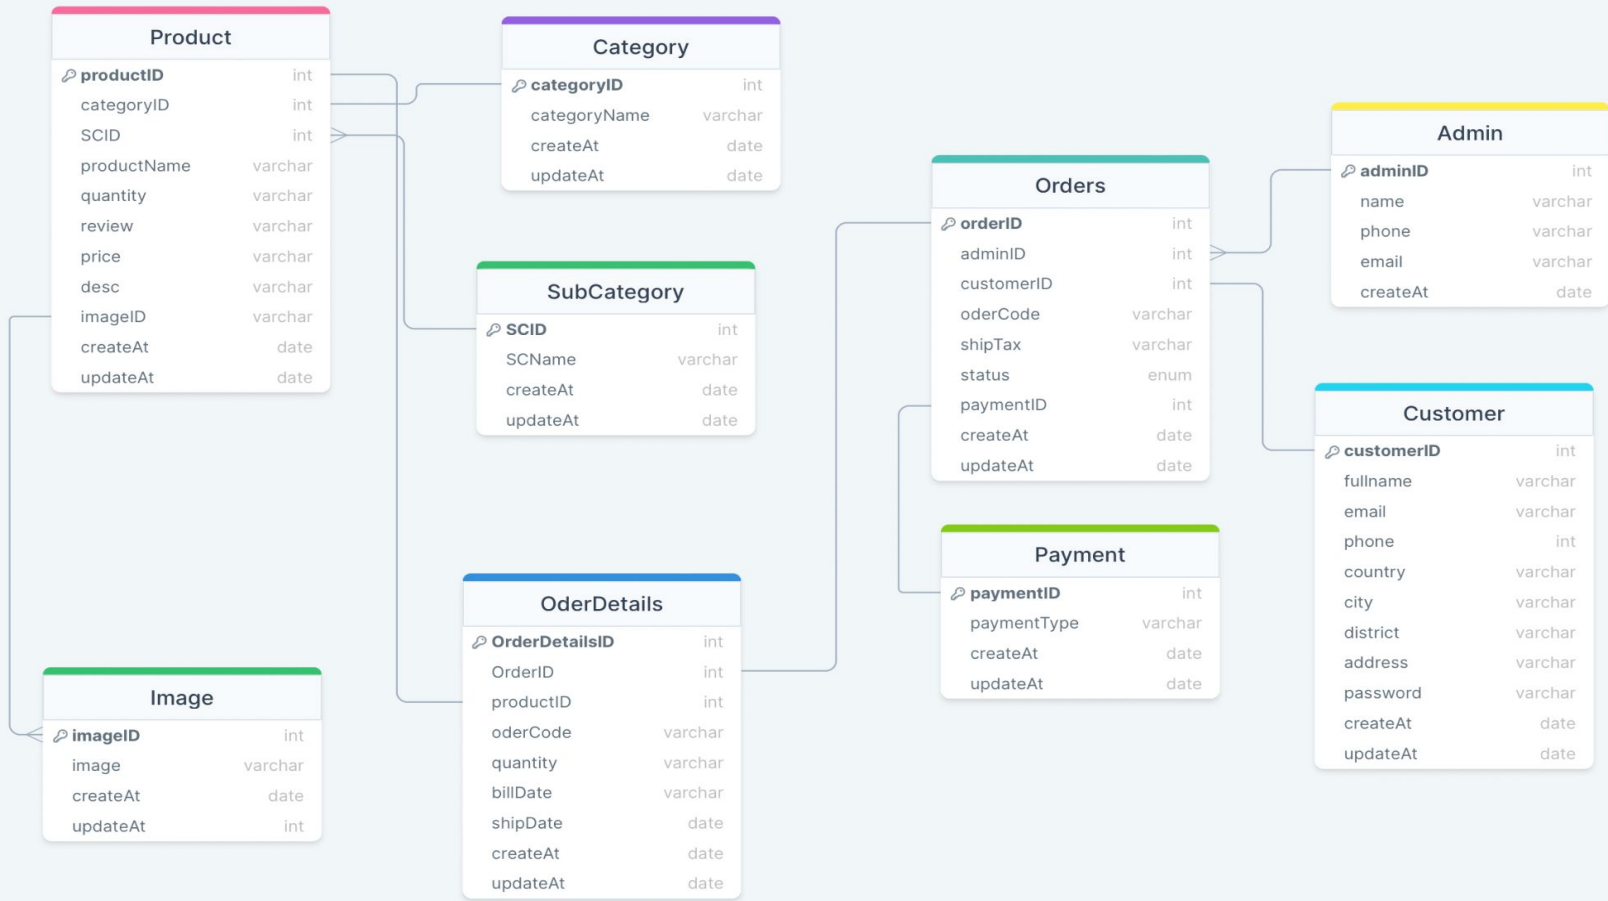 Product
productID int
categoryID int
SCID int
productName varchar
quantity varchar
review varchar
price varchar
desc varchar
imageID varchar
createAt date
updateAt date
Category
categoryID int
categoryName varchar
createAt date
updateAt date
SubCategory
SCID int
SCName varchar
createAt date
updateAt date
Orders
orderID int
adminID int
customerID int
oderCode varchar
shipTax varchar
status enum
paymentID int
createAt date
updateAt date
Admin
adminID int
name varchar
phone varchar
email varchar
createAt date
Customer
customerID int
fullname varchar
email varchar
phone int
country varchar
city varchar
district varchar
address varchar
password varchar
createAt date
updateAt date
Payment
paymentID int
paymentType varchar
createAt date
updateAt date
OderDetails
OrderDetailsID int
OrderID int
productID int
oderCode varchar
quantity varchar
billDate varchar
shipDate date
createAt date
updateAt date
Image
imageID int
image varchar
createAt date
updateAt int